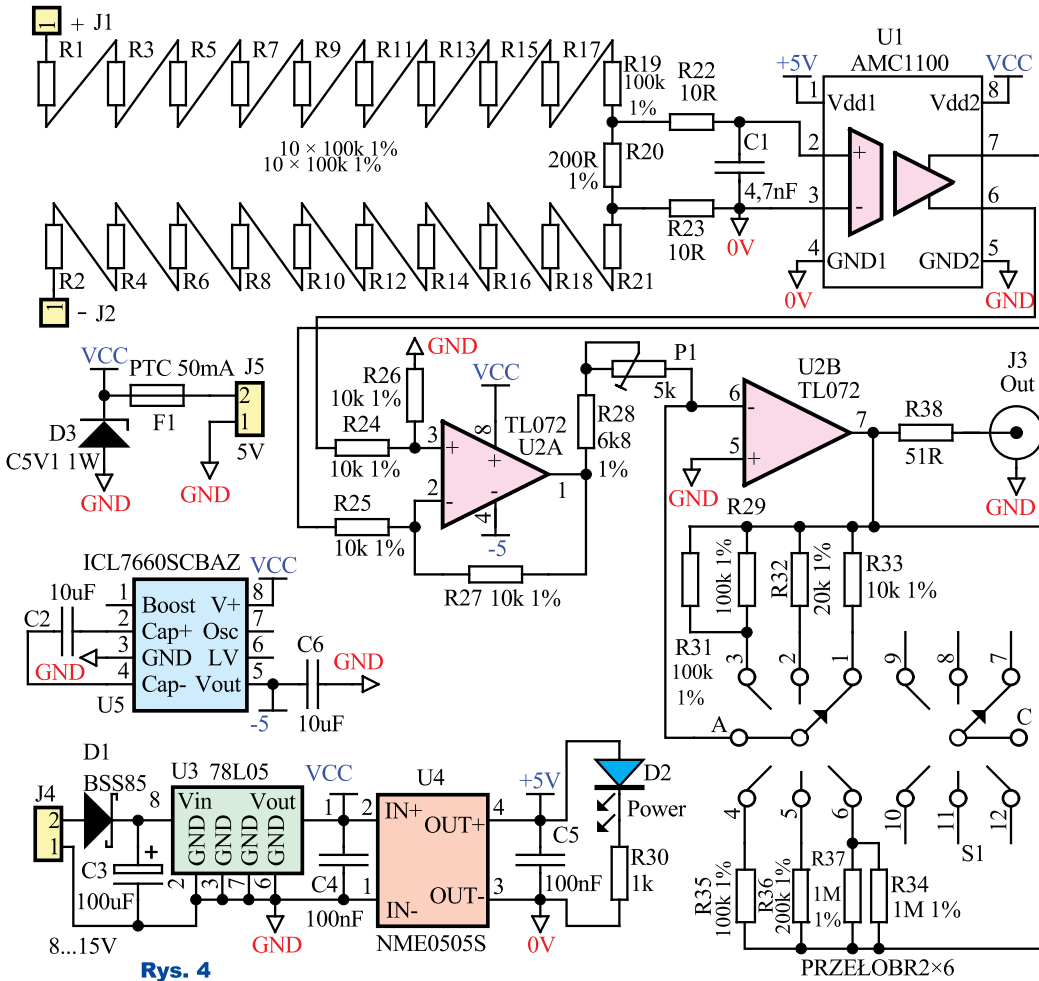 1
+ J1
R1 R3 R5 R7 R9 R11 R13 R15 R17
R19
100k
1%
10 × 100k 1%
10 × 100k 1%
R20
200R
1%
R2 R4 R6 R8 R10 R12 R14 R16 R18 R21
1
- J2
R22
10R
C1
4,7nF
R23
10R
0V
U1
AMC1100
+5V
VCC
1
Vdd1
Vdd2
8
2
+
7
3
-
6
4
GND1
GND2
5
0V
GND
VCC
PTC 50mA
J5
2
1
F1
D3
C5V1 1W
5V
GND
GND
GND
R26
10k 1%
R24
10k 1%
R25
10k 1%
VCC
8
3
+
2
-
+
-
4
-5
1
TL072
U2A
R27 10k 1%
R28
6k8
1%
P1
5k
U2B
TL072
6
-
5
+
7
GND
R38
51R
J3
Out
GND
R29
100k 1%
R31
100k
1%
R32
20k 1%
R33
10k 1%
3
2
1
9
8
7
A
C
4
5
6
10
11
12
S1
R35
100k 1%
R36
200k 1%
R37
1M
1%
R34
1M 1%
PRZEŁOBR2×6
ICL7660SCBAZ
VCC
10uF
C2
1
Boost
V+
8
2
Cap+
Osc
7
3
GND
LV
6
4
Cap-
Vout
5
GND
U5
-5
C6
10uF
GND
D1
BSS85
J4
2
1
8...15V
C3
+
100uF
U3 78L05
8
Vin
Vout
1
GND
GND
GND
GND
2
3
7
6
GND
VCC
C4
100nF
U4
2
IN+
OUT+
4
1
IN-
OUT-
3
NME0505S
+5V
C5
100nF
0V
D2
Power
R30
1k
Rys. 4